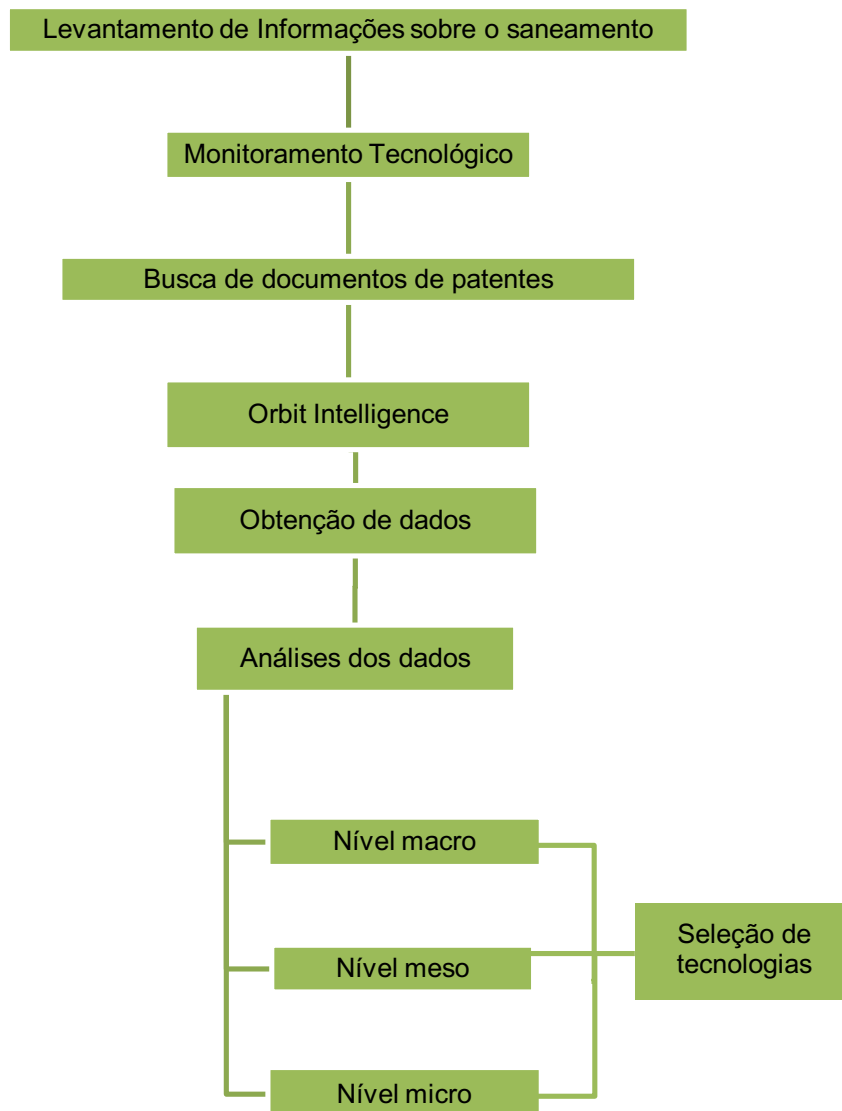 Levantamento de Informações sobre o saneamento
Monitoramento Tecnológico
Busca de documentos de patentes
Orbit Intelligence
Obtenção de dados
Análises dos dados
Nível macro
Nível meso
Seleção de
tecnologias
Nível micro